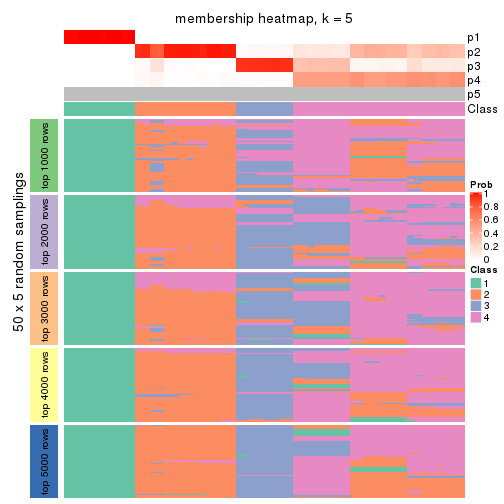 membership heatmap, k = 5
p1
p2
p3
p4
p5
Class
50 x 5 random samplings
top 1000 rows
top 2000 rows
top 3000 rows
top 4000 rows
top 5000 rows
Prob
1
0.8
0.6
0.4
0.2
0
Class
1
2
3
4